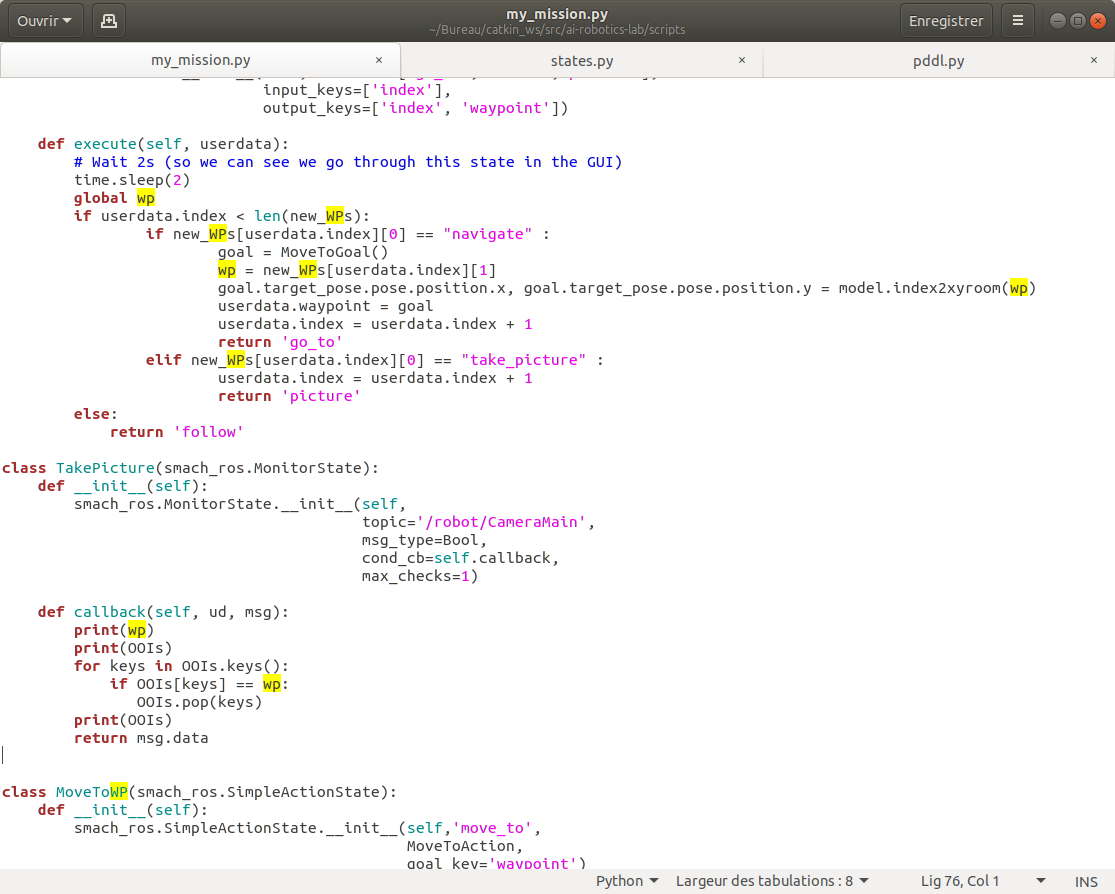 Ouvrir
my_mission.py
~/Bureau/catkin_ws/src/ai-robotics-lab/scripts
Enregistrer
my_mission.py × states.py × pddl.py ×
input_keys=['index'],
output_keys=['index', 'waypoint'])
def execute(self, userdata):
# Wait 2s (so we can see we go through this state in the GUI)
time.sleep(2)
global wp
if userdata.index < len(new_WPs):
if new_WPs[userdata.index][0] == "navigate" :
goal = MoveToGoal()
wp = new_WPs[userdata.index][1]
goal.target_pose.pose.position.x, goal.target_pose.pose.position.y = model.index2xyroom(wp)
userdata.waypoint = goal
userdata.index = userdata.index + 1
return 'go_to'
elif new_WPs[userdata.index][0] == "take_picture" :
userdata.index = userdata.index + 1
return 'picture'
else:
return 'follow'
class TakePicture(smach_ros.MonitorState):
def __init__(self):
smach_ros.MonitorState.__init__(self,
topic='/robot/CameraMain',
msg_type=Bool,
cond_cb=self.callback,
max_checks=1)
def callback(self, ud, msg):
print(wp)
print(OOIs)
for keys in OOIs.keys():
if OOIs[keys] == wp:
OOIs.pop(keys)
print(OOIs)
return msg.data
class MoveToWP(smach_ros.SimpleActionState):
def __init__(self):
smach_ros.SimpleActionState.__init__(self,'move_to',
MoveToAction,
goal_key='waypoint')
Python Largeur des tabulations : 8 Lig 76, Col 1 INS